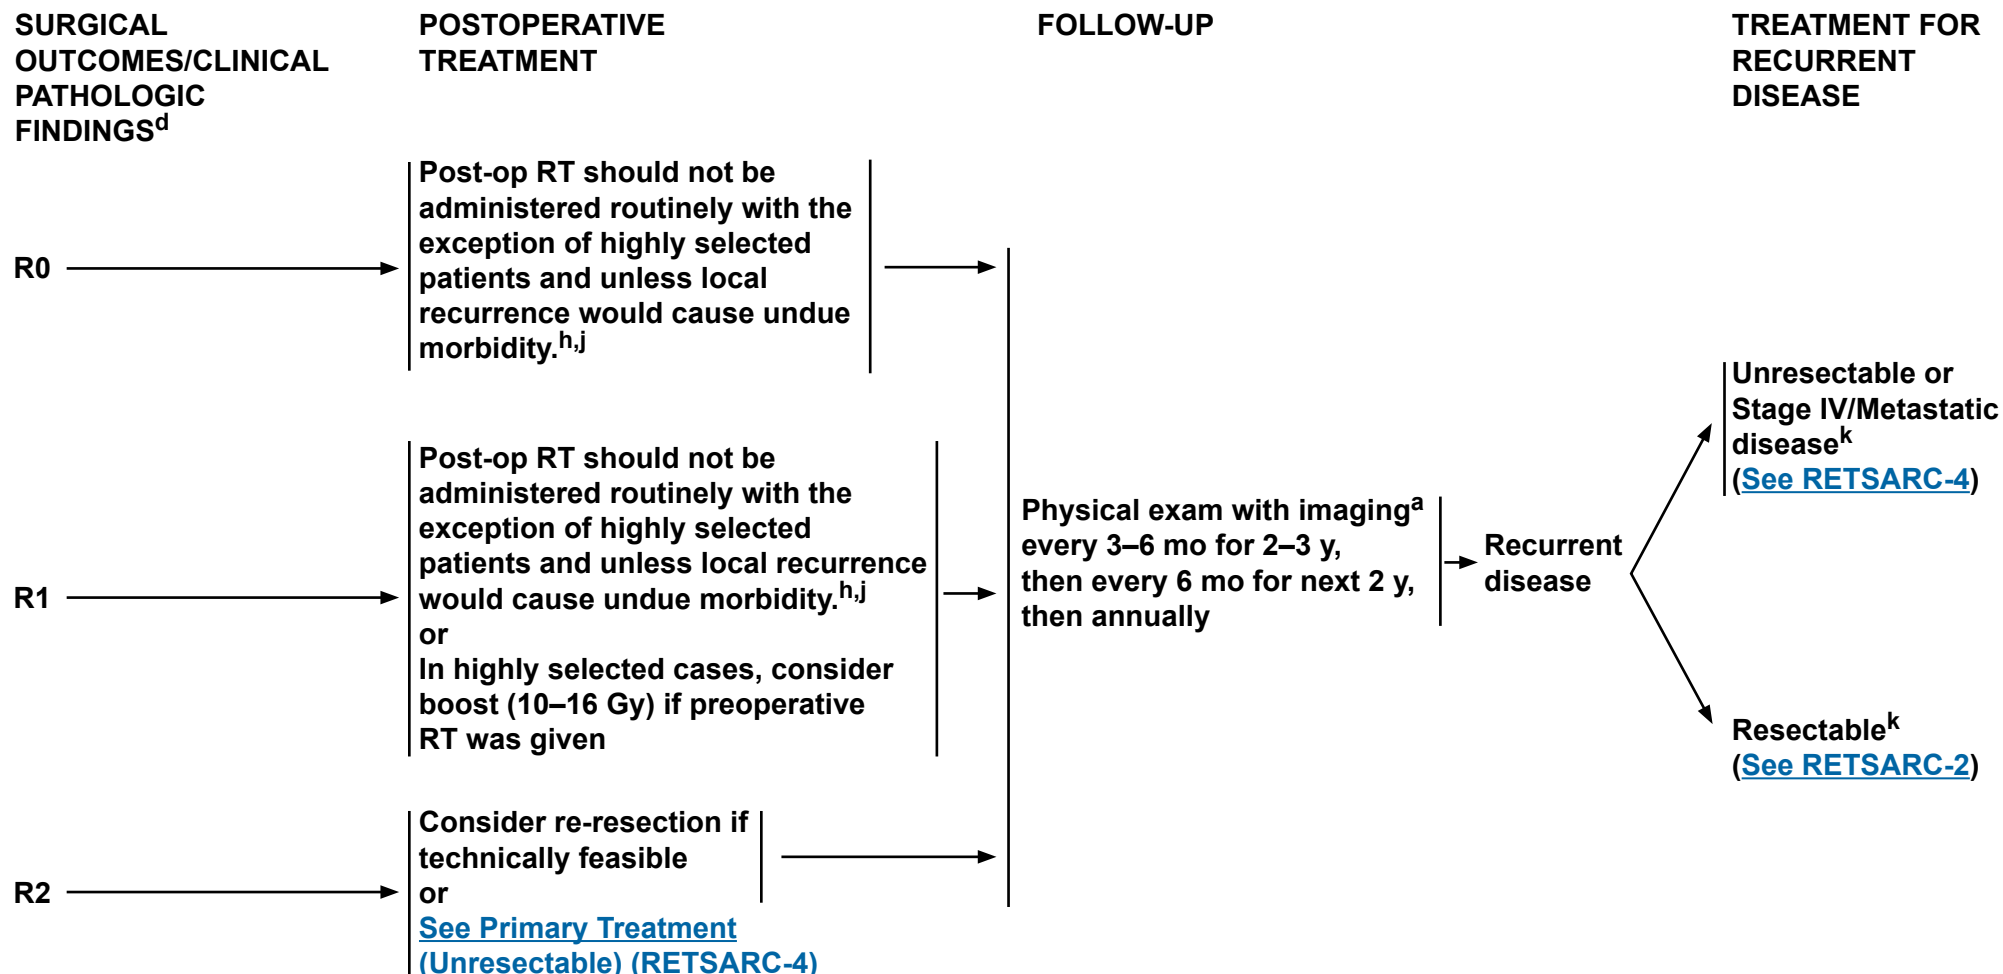 SURGICAL
OUTCOMES/CLINICAL
PATHOLOGIC
FINDINGSd
POSTOPERATIVE
TREATMENT
FOLLOW-UP
TREATMENT FOR
RECURRENT
DISEASE
R0
Post-op RT should not be
administered routinely with the
exception of highly selected
patients and unless local
recurrence would cause undue
morbidity.h,j
R1
Post-op RT should not be
administered routinely with the
exception of highly selected
patients and unless local recurrence
would cause undue morbidity.h,j
or
In highly selected cases, consider
boost (10–16 Gy) if preoperative
RT was given
R2
Consider re-resection if
technically feasible
or
See Primary Treatment
(Unresectable) (RETSARC-4)
Physical exam with imaginga
every 3–6 mo for 2–3 y,
then every 6 mo for next 2 y,
then annually
Recurrent
disease
Unresectable or
Stage IV/Metastatic
diseasek
(See RETSARC-4)
Resectablek
(See RETSARC-2)